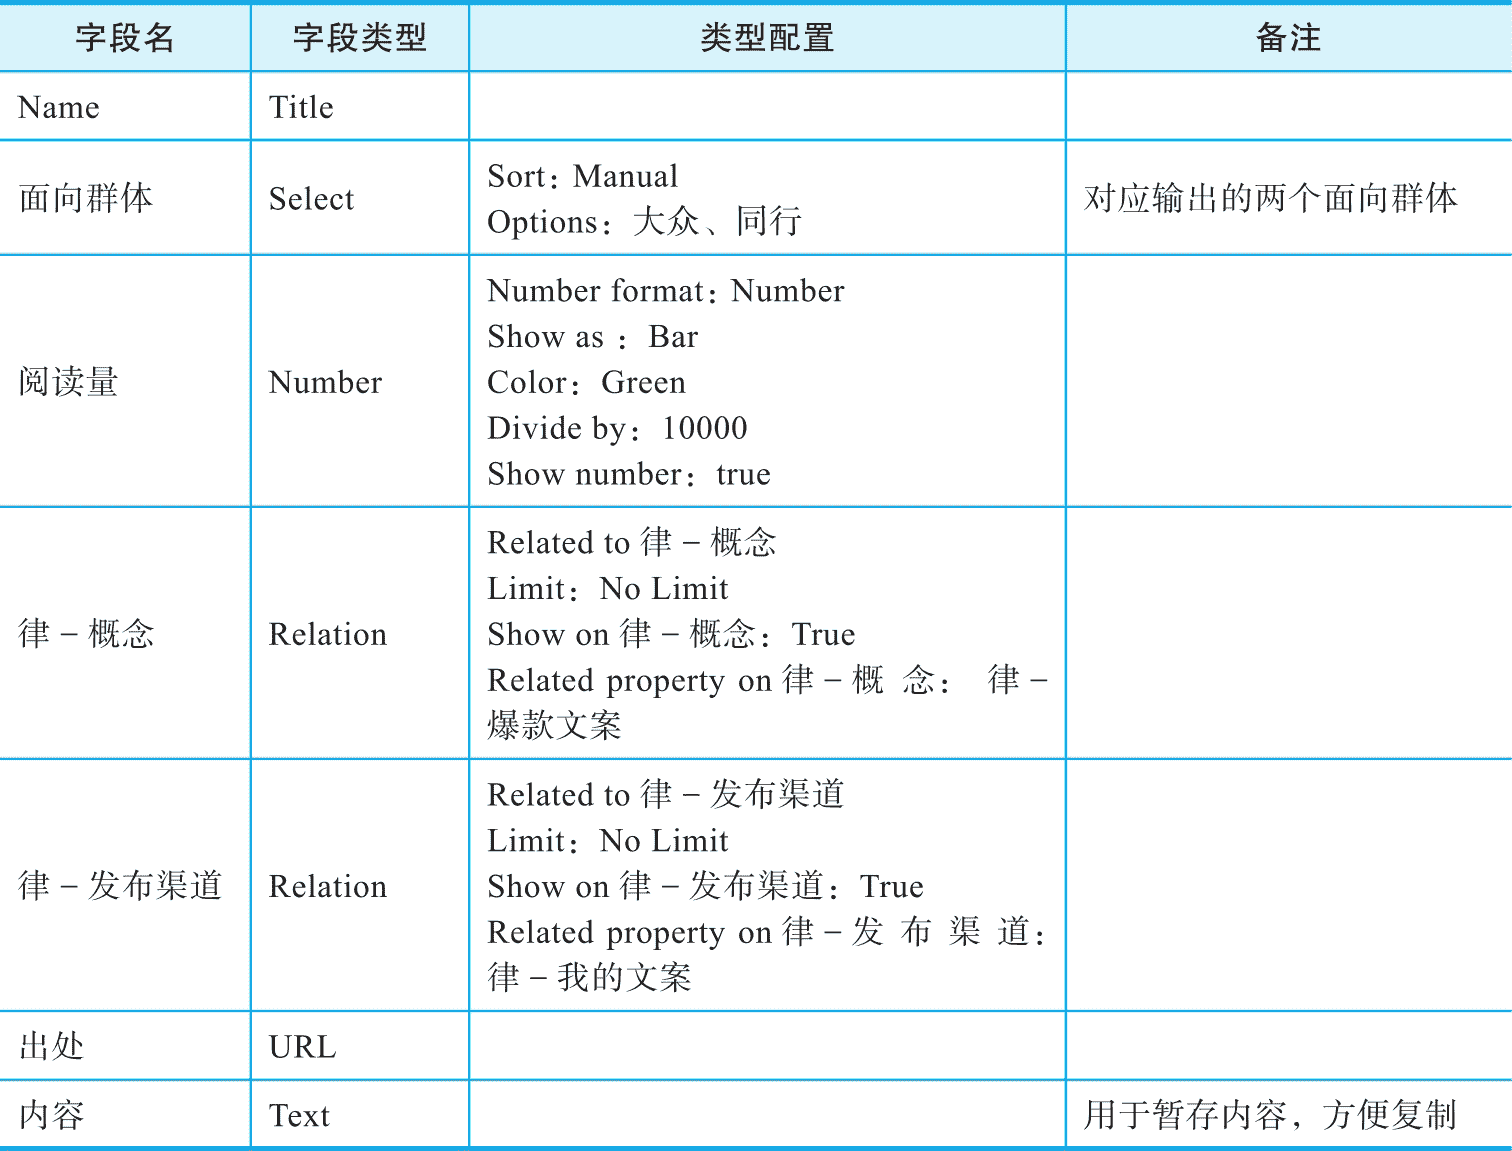 字段名 字段类型 类型配置 备注
Name Title
面向群体 Select Sort：Manual
Options：大众、同行 对应输出的两个面向群体
阅读量 Number Number format：Number
Show as ：Bar
Color：Green
Divide by：10000
Show number：true
律－概念 Relation Related to 律－概念
Limit：No Limit
Show on 律－概念：True
Related property on 律－概 念： 律－
爆款文案
律－发布渠道 Relation Related to 律－发布渠道
Limit：No Limit
Show on 律－发布渠道：True
Related property on 律－发 布 渠 道：
律－我的文案
出处 URL
内容 Text 用于暂存内容，方便复制